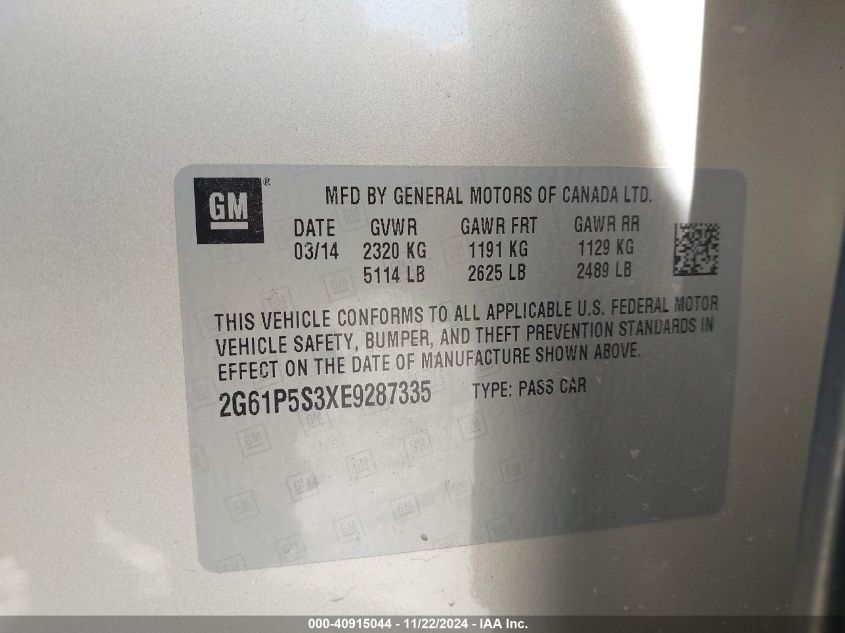 GM®
MFD BY GENERAL MOTORS OF CANADA LTD.
DATE GVWR GAWR FRT GAWR RR
03/14 2320 KG 1191 KG 1129 KG
5114 LB 2625 LB 2489 LB
THIS VEHICLE CONFORMS TO ALL APPLICABLE U.S. FEDERAL MOTOR
VEHICLE SAFETY, BUMPER, AND THEFT PREVENTION STANDARDS IN
EFFECT ON THE DATE OF MANUFACTURE SHOWN ABOVE.
2G61P5S3XE9287335 TYPE: PASS CAR
000-40915044 - 11/22/2024 - IAA Inc.